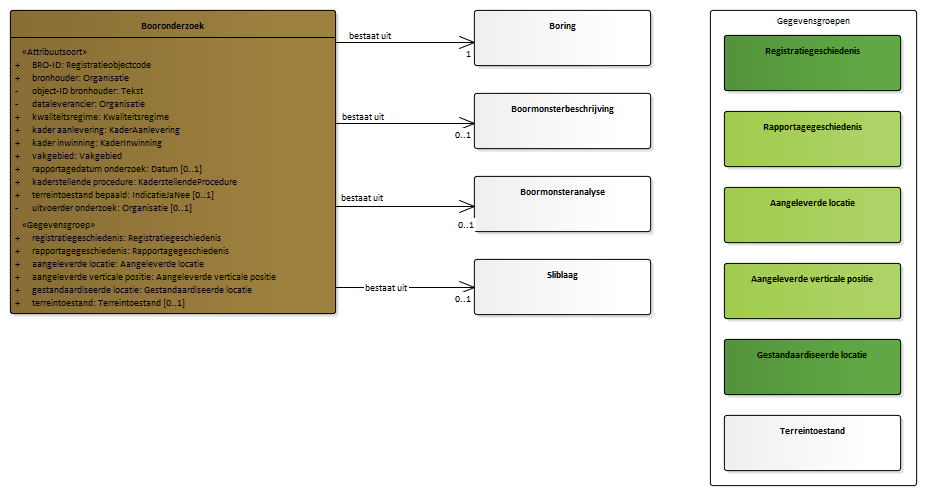 Booronderzoek
«Attribuutsoort»
+ BRO-ID: Registratieobjectcode
+ bronhouder: Organisatie
- object-ID bronhouder: Tekst
- dataleverancier: Organisatie
+ kwaliteitsregime: Kwaliteitsregime
+ kader aanlevering: KaderAanlevering
+ kader inwinning: KaderInwinning
+ vakgebied: Vakgebied
+ rapportagedatum onderzoek: Datum [0..1]
+ kaderstellende procedure: KaderstellendeProcedure
+ terreintoestand bepaald: IndicatieJaNee [0..1]
- uitvoerder onderzoek: Organisatie [0..1]
«Gegevensgroep»
+ registratiegeschiedenis: Registratiegeschiedenis
+ rapportagegeschiedenis: Rapportagegeschiedenis
+ aangeleverde locatie: Aangeleverde locatie
+ aangeleverde verticale positie: Aangeleverde verticale positie
+ gestandaardiseerde locatie: Gestandaardiseerde locatie
+ terreintoestand: Terreintoestand [0..1]
bestaat uit
1
Boring
bestaat uit
0..1
Boormonsterbeschrijving
bestaat uit
0..1
Boormonsteranalyse
bestaat uit
0..1
Sliblaag
Gegevensgroepen
Registratiegeschiedenis
Rapportagegeschiedenis
Aangeleverde locatie
Aangeleverde verticale positie
Gestandaardiseerde locatie
Terreintoestand